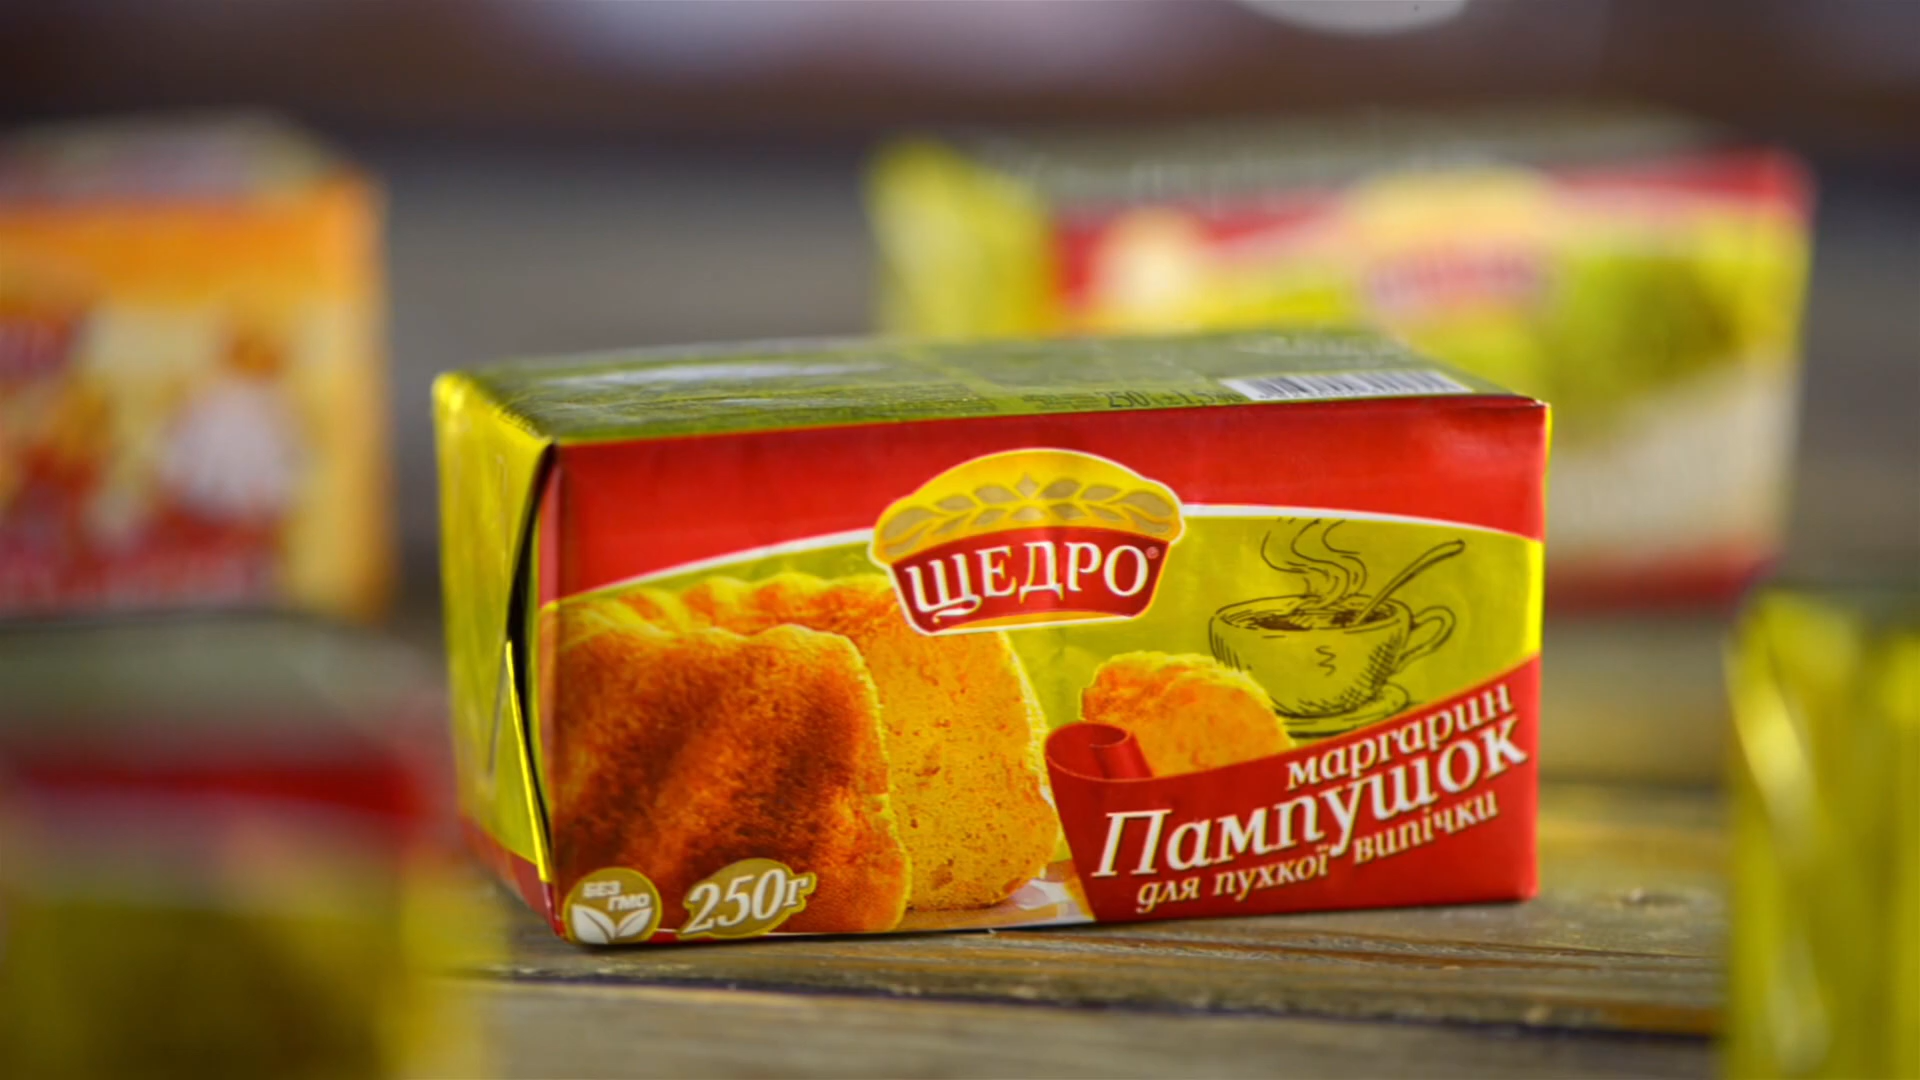 ЩЕДРО®
маргарин
Пампушок
для пухкої випічки
БЕЗ
ГМО
250г